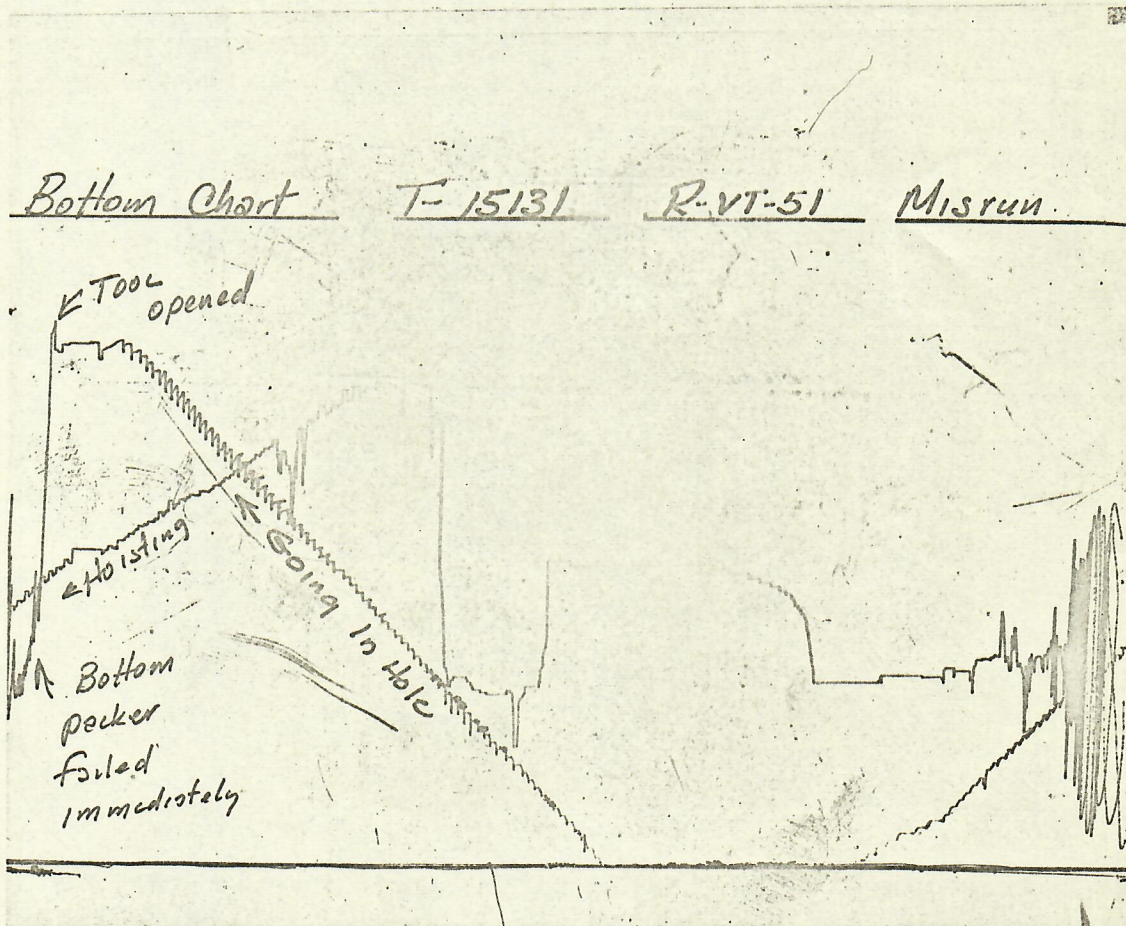 Bottom Chart T- 15131 R-VT-51 Misrun.
Tool
opened
Hoisting
Going In Hole
Bottom
packer
failed
immediately